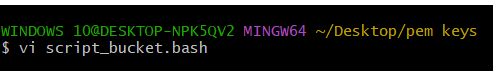 WINDOWS 10@DESKTOP-NPK5QV2 MINGW64 ~/Desktop/pem keys
$ vi script_bucket.bash